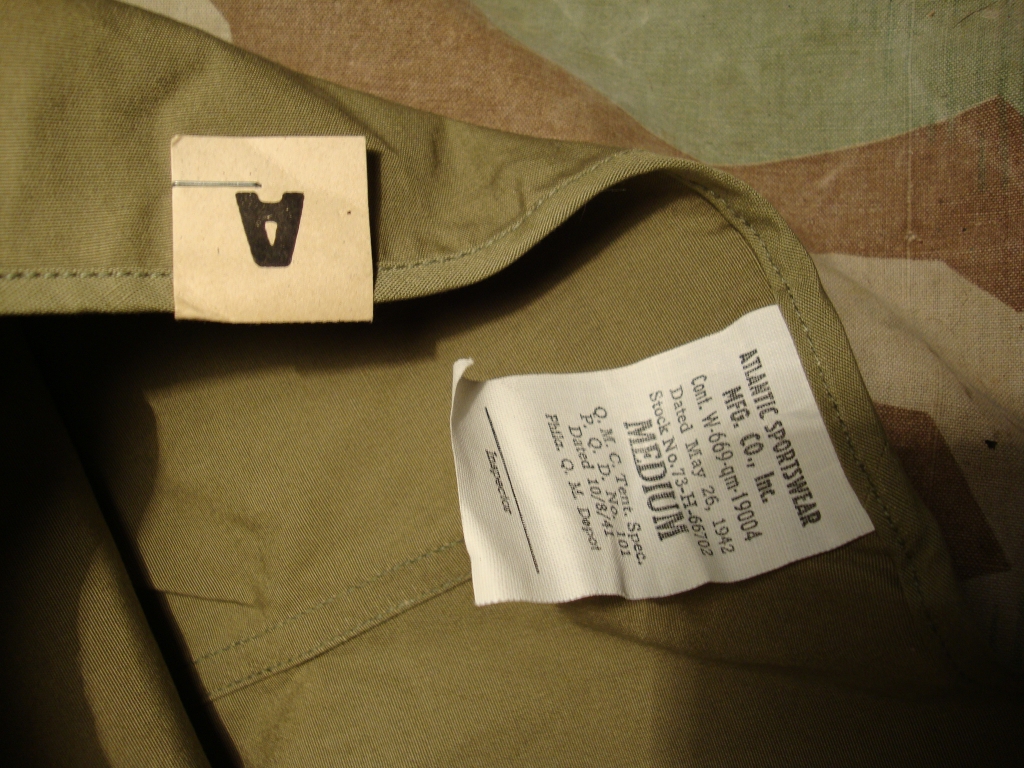 A
ATLANTIC SPORTSWEAR
MFG. CO., Inc.
Cont. W-669-qm-19004
Dated May 26, 1942
Stock No. 73-H-66702
MEDIUM
Q. M. C. Tent. Spec.
P. Q. D. No. 101
Dated 10/8/41
Phila. Q. M. Depot
Inspector